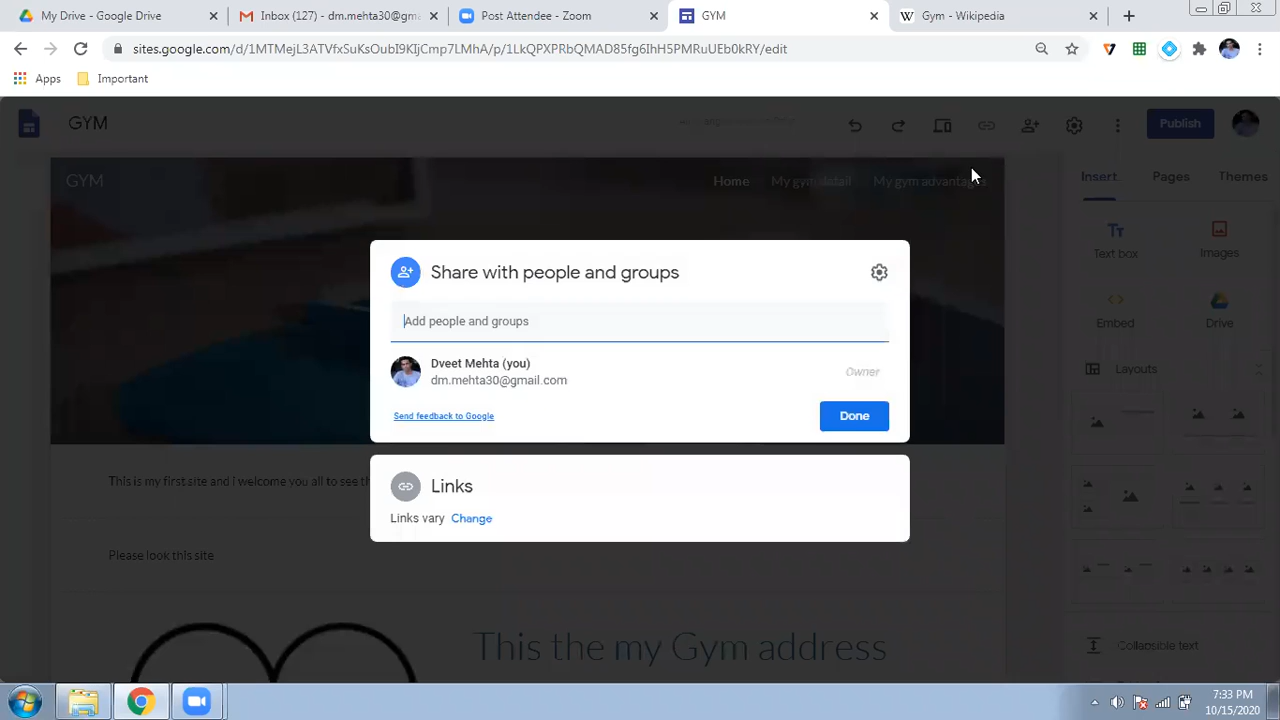 My Drive - Google Drive
Inbox (127) - dm.mehta30@gm
Post Attendee - Zoom
GYM
Gym - Wikipedia
sites.google.com/d/1MTMejL3ATVfxSuKsOubI9KIjCmp7LMhA/p/1LkQPXPRbQMAD85fg6IhH5PMRuUEb0kRY/edit
Apps
Important
GYM
Publish
GYM
Home
My gym detail
My gym advantages
Insert
Pages
Themes
Text box
Images
Embed
Drive
Layouts
Collapsible text
Share with people and groups
Add people and groups
Dveet Mehta (you)
dm.mehta30@gmail.com
Owner
Send feedback to Google
Done
Links
Links vary Change
This is my first site and i welcome you all to see th
Please look this site
This the my Gym address
7:33 PM
10/15/2020